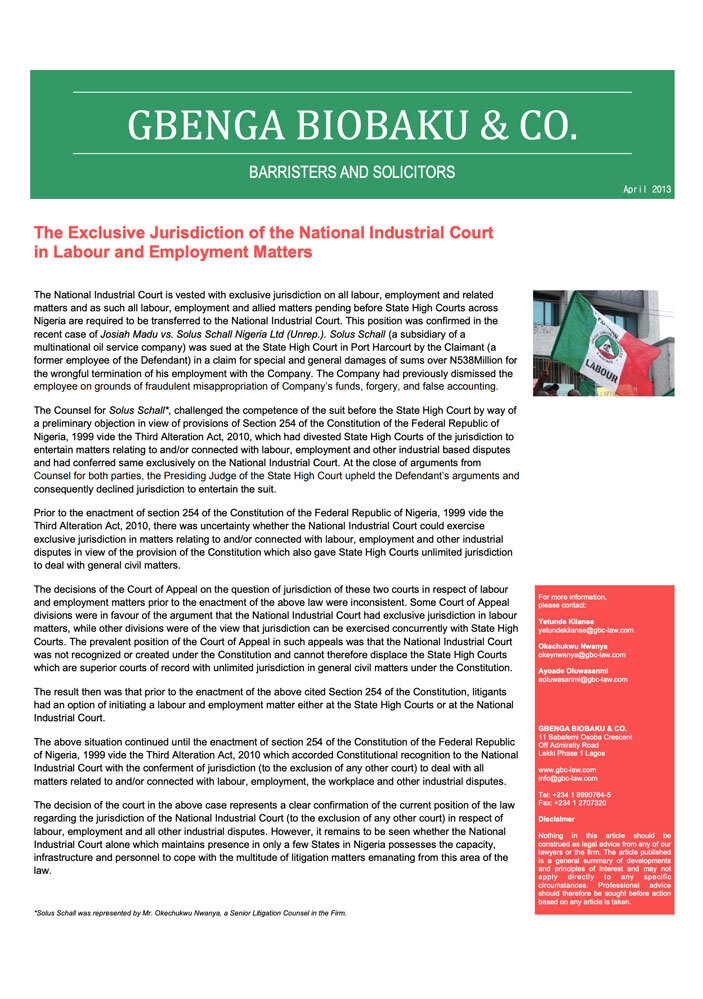 GBENGA BIOBAKU & CO.
BARRISTERS AND SOLICITORS
April 2013
The Exclusive Jurisdiction of the National Industrial Court
in Labour and Employment Matters
The National Industrial Court is vested with exclusive jurisdiction on all labour, employment and related
matters and as such all labour, employment and allied matters pending before State High Courts across
Nigeria are required to be transferred to the National Industrial Court. This position was confirmed in the
recent case of Josiah Madu vs. Solus Schall Nigeria Ltd (Unrep.). Solus Schall (a subsidiary of a
multinational oil service company) was sued at the State High Court in Port Harcourt by the Claimant (a
former employee of the Defendant) in a claim for special and general damages of sums over N538Million for
the wrongful termination of his employment with the Company. The Company had previously dismissed the
employee on grounds of fraudulent misappropriation of Company's funds, forgery, and false accounting.
The Counsel for Solus Schall*, challenged the competence of the suit before the State High Court by way of
a preliminary objection in view of provisions of Section 254 of the Constitution of the Federal Republic of
Nigeria, 1999 vide the Third Alteration Act, 2010, which had divested State High Courts of the jurisdiction to
entertain matters relating to and/or connected with labour, employment and other industrial based disputes
and had conferred same exclusively on the National Industrial Court. At the close of arguments from
Counsel for both parties, the Presiding Judge of the State High Court upheld the Defendant's arguments and
consequently declined jurisdiction to entertain the suit.
Prior to the enactment of section 254 of the Constitution of the Federal Republic of Nigeria, 1999 vide the
Third Alteration Act, 2010, there was uncertainty whether the National Industrial Court could exercise
exclusive jurisdiction in matters relating to and/or connected with labour, employment and other industrial
disputes in view of the provision of the Constitution which also gave State High Courts unlimited jurisdiction
to deal with general civil matters.
The decisions of the Court of Appeal on the question of jurisdiction of these two courts in respect of labour
and employment matters prior to the enactment of the above law were inconsistent. Some Court of Appeal
divisions were in favour of the argument that the National Industrial Court had exclusive jurisdiction in labour
matters, while other divisions were of the view that jurisdiction can be exercised concurrently with State High
Courts. The prevalent position of the Court of Appeal in such appeals was that the National Industrial Court
was not recognized or created under the Constitution and cannot therefore displace the State High Courts
which are superior courts of record with unlimited jurisdiction in general civil matters under the Constitution.
The result then was that prior to the enactment of the above cited Section 254 of the Constitution, litigants
had an option of initiating a labour and employment matter either at the State High Courts or at the National
Industrial Court.
The above situation continued until the enactment of section 254 of the Constitution of the Federal Republic
of Nigeria, 1999 vide the Third Alteration Act, 2010 which accorded Constitutional recognition to the National
Industrial Court with the conferment of jurisdiction (to the exclusion of any other court) to deal with all
matters related to and/or connected with labour, employment, the workplace and other industrial disputes.
The decision of the court in the above case represents a clear confirmation of the current position of the law
regarding the jurisdiction of the National Industrial Court (to the exclusion of any other court) in respect of
labour, employment and all other industrial disputes. However, it remains to be seen whether the National
Industrial Court alone which maintains presence in only a few States in Nigeria possesses the capacity,
infrastructure and personnel to cope with the multitude of litigation matters emanating from this area of the
law.
*Solus Schall was represented by Mr. Okechukwu Nwanya, a Senior Litigation Counsel in the Firm.
LABOUR
For more information,
please contact:
Yetunde Kilanse
yetundekilanse@gbc-law.com
Okechukwu Nwanya
okeynwanya@gbc-law.com
Ayoade Oluwasanmi
aoluwasanmi@gbc-law.com
GBENGA BIOBAKU & CO.
11 Babafemi Osoba Crescent
Off Admiralty Road
Lekki Phase 1 Lagos
www.gbc-law.com
info@gbc-law.com
Tel: +234 1 8990764-5
Fax: +234 1 2707320
Disclaimer
Nothing in this article should be
construed as legal advice from any of our
lawyers or the firm. The article published
is a general summary of developments
and principles of interest and may not
apply directly to any specific
circumstances. Professional advice
should therefore be sought before action
based on any article is taken.